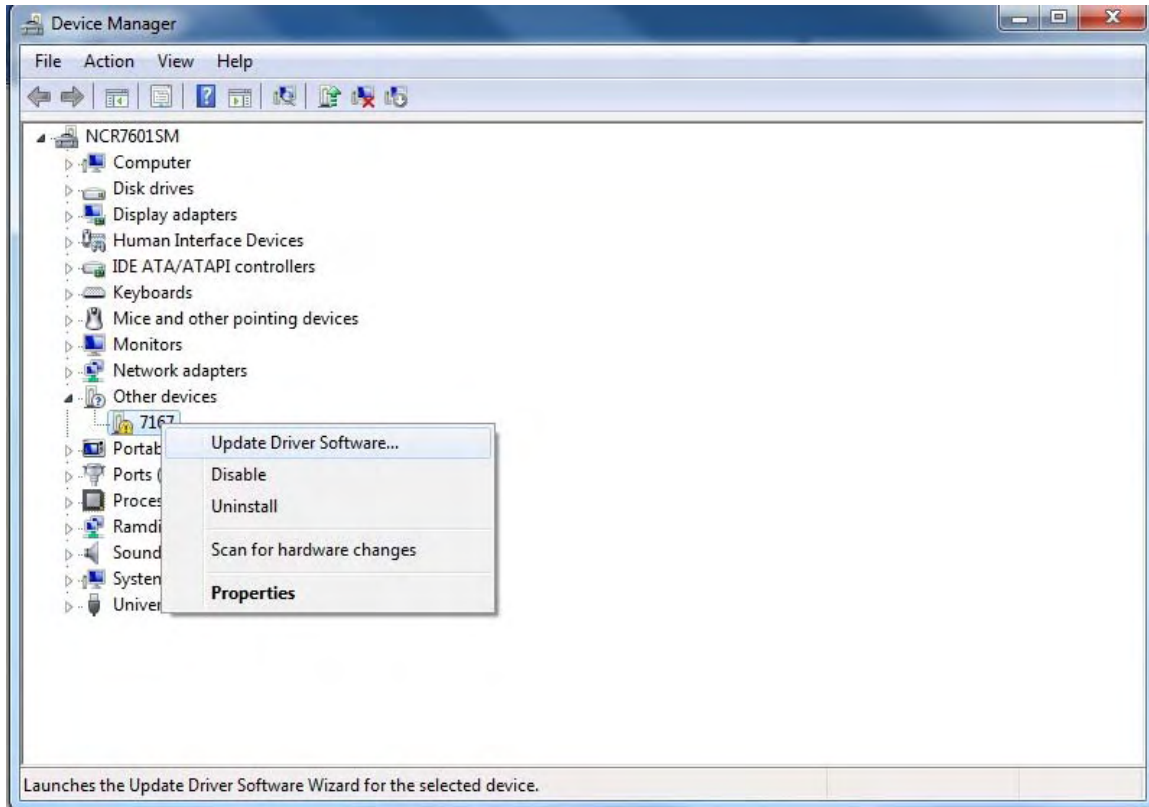 Device Manager
File Action View Help
NCR7601SM
Computer
Disk drives
Display adapters
Human Interface Devices
IDE ATA/ATAPI controllers
Keyboards
Mice and other pointing devices
Monitors
Network adapters
Other devices
7167
Portab
Ports (
Proces
Ramdi
Sound
System
Univer
Update Driver Software...
Disable
Uninstall
Scan for hardware changes
Properties
Launches the Update Driver Software Wizard for the selected device.